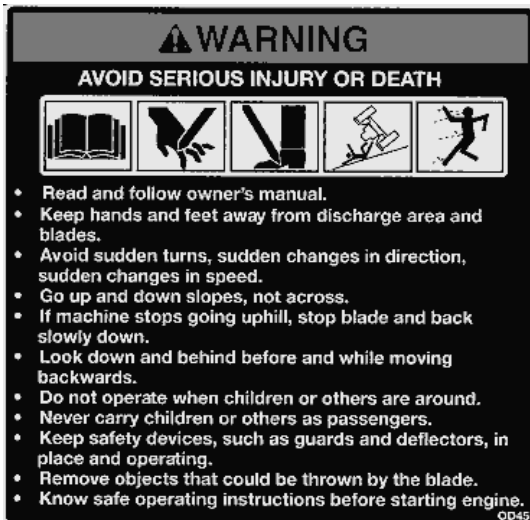 WARNING
AVOID SERIOUS INJURY OR DEATH
• Read and follow owner's manual.
• Keep hands and feet away from discharge area and
blades.
• Avoid sudden turns, sudden changes in direction,
sudden changes in speed.
• Go up and down slopes, not across.
• If machine stops going uphill, stop blade and back
slowly down.
• Look down and behind before and while moving
backwards.
• Do not operate when children or others are around.
• Never carry children or others as passengers.
• Keep safety devices, such as guards and deflectors, in
place and operating.
• Remove objects that could be thrown by the blade.
• Know safe operating instructions before starting engine.
OD45